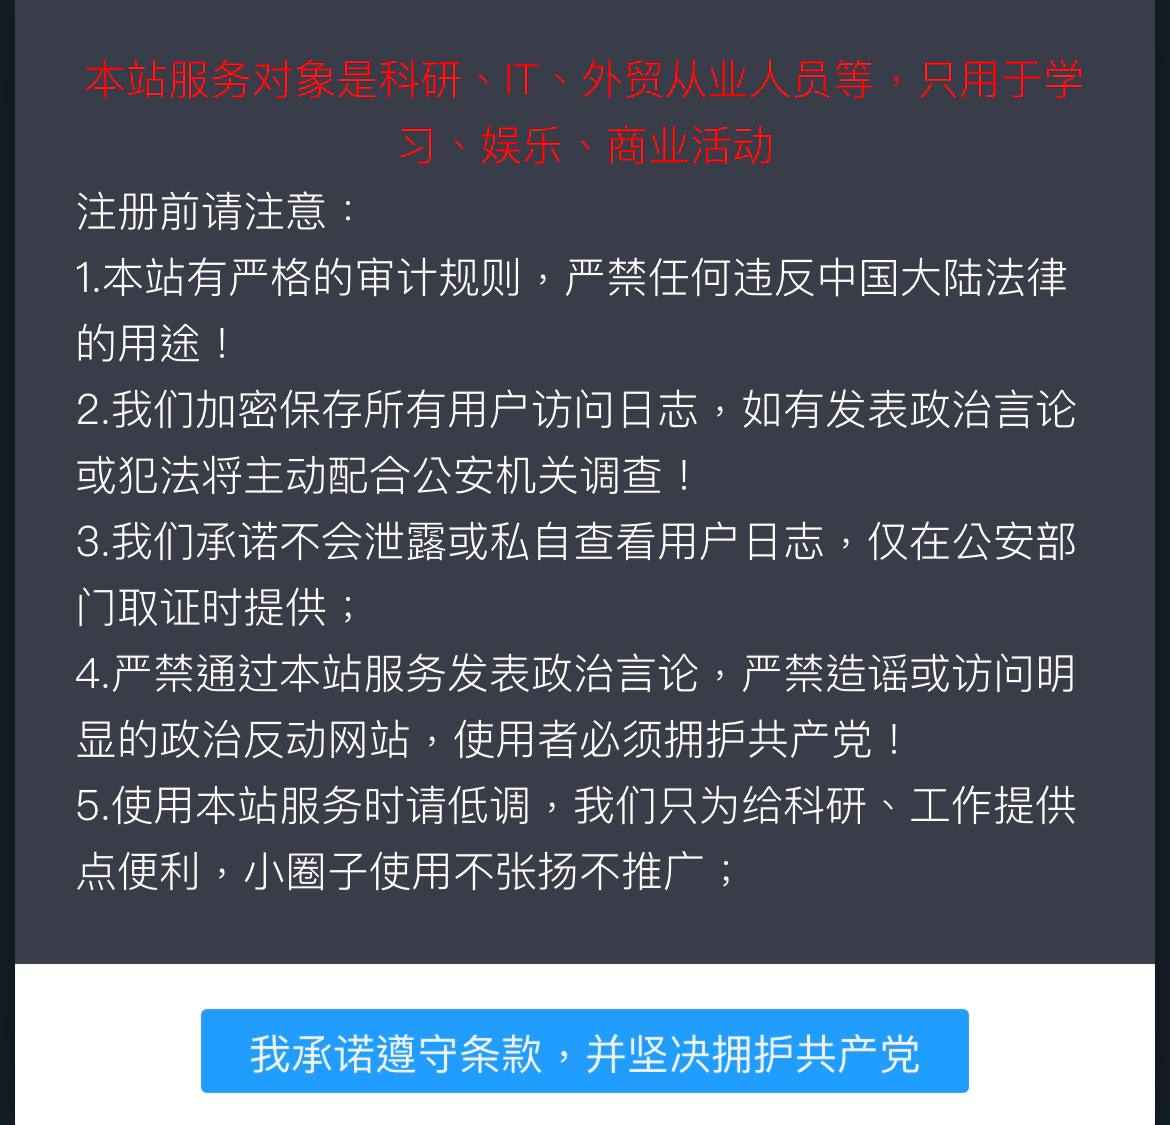 本站服务对象是科研、IT、外贸从业人员等，只用于学
习、娱乐、商业活动
注册前请注意：
1.本站有严格的审计规则，严禁任何违反中国大陆法律
的用途！
2.我们加密保存所有用户访问日志，如有发表政治言论
或犯法将主动配合公安机关调查！
3.我们承诺不会泄露或私自查看用户日志，仅在公安部
门取证时提供；
4.严禁通过本站服务发表政治言论，严禁造谣或访问明
显的政治反动网站，使用者必须拥护共产党！
5.使用本站服务时请低调，我们只为给科研、工作提供
点便利，小圈子使用不张扬不推广；
我承诺遵守条款，并坚决拥护共产党